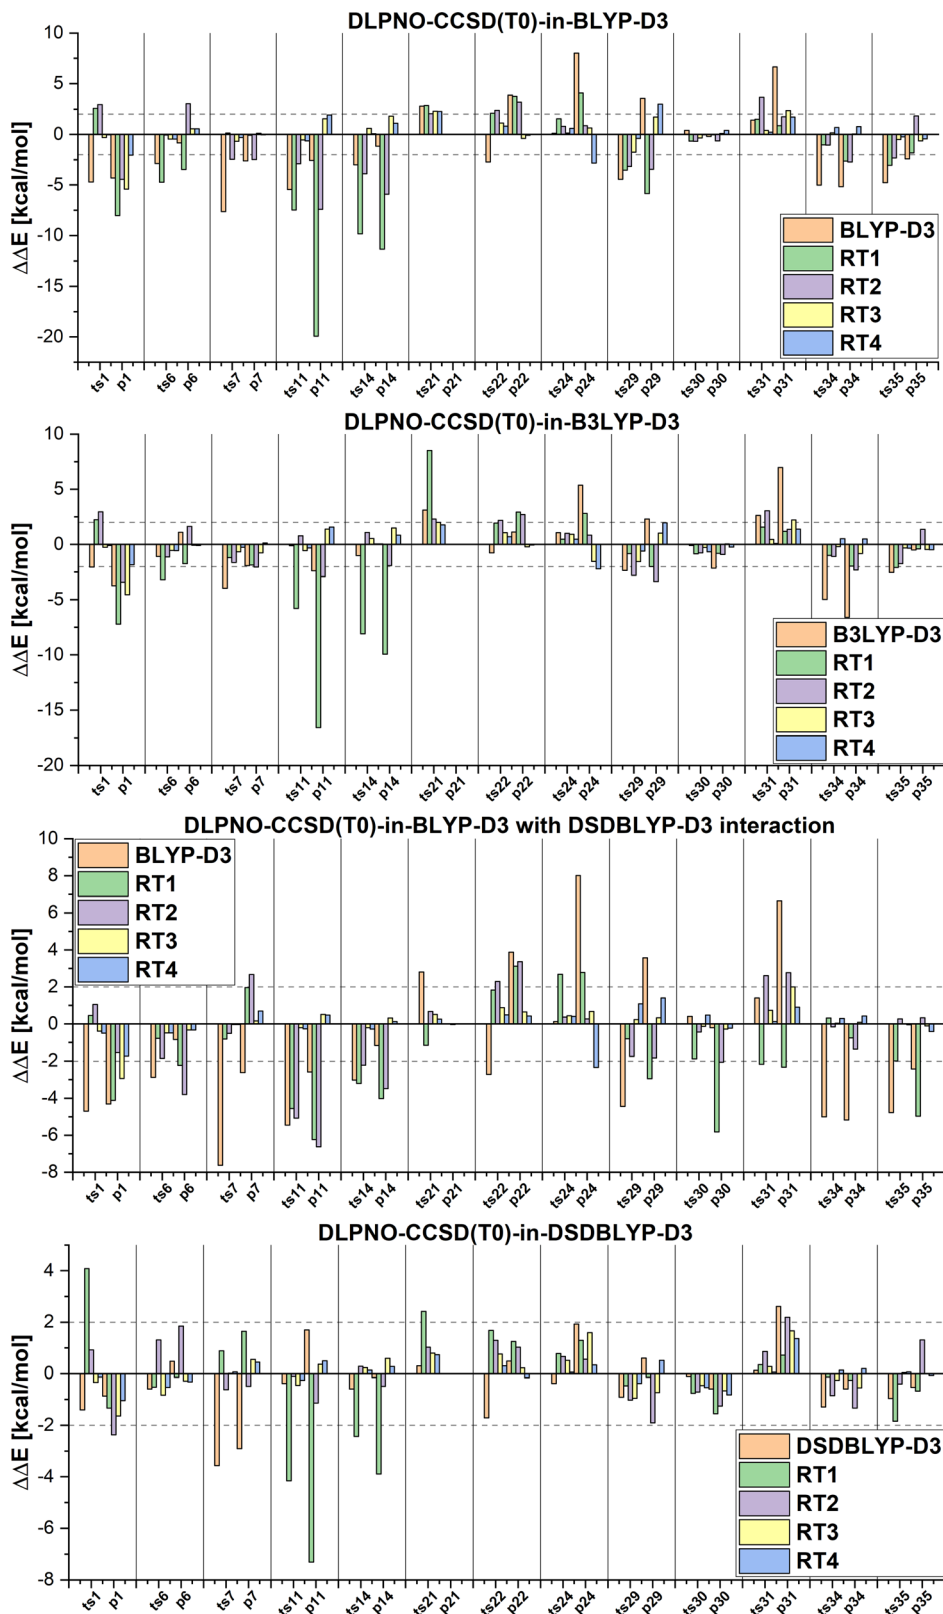 DLPNO-CCSD(T0)-in-BLYP-D3
10
5
0
-5
-10
-15
-20
ΔΔE [kcal/mol]
BLYP-D3
RT1
RT2
RT3
RT4
ts1 p1 ts6 p6 ts7 p7 ts11 p11 ts14 p14 ts21 p21 ts22 p22 ts24 p24 ts29 p29 ts30 p30 ts31 p31 ts34 p34 ts35 p35
DLPNO-CCSD(T0)-in-B3LYP-D3
10
5
0
-5
-10
-15
-20
ΔΔE [kcal/mol]
B3LYP-D3
RT1
RT2
RT3
RT4
ts1 p1 ts6 p6 ts7 p7 ts11 p11 ts14 p14 ts21 p21 ts22 p22 ts24 p24 ts29 p29 ts30 p30 ts31 p31 ts34 p34 ts35 p35
DLPNO-CCSD(T0)-in-BLYP-D3 with DSDBLYP-D3 interaction
10
8
6
4
2
0
-2
-4
-6
-8
ΔΔE [kcal/mol]
BLYP-D3
RT1
RT2
RT3
RT4
ts1 p1 ts6 p6 ts7 p7 ts11 p11 ts14 p14 ts21 p21 ts22 p22 ts24 p24 ts29 p29 ts30 p30 ts31 p31 ts34 p34 ts35 p35
DLPNO-CCSD(T0)-in-DSDBLYP-D3
4
2
0
-2
-4
-6
-8
ΔΔE [kcal/mol]
DSDBLYP-D3
RT1
RT2
RT3
RT4
ts1 p1 ts6 p6 ts7 p7 ts11 p11 ts14 p14 ts21 p21 ts22 p22 ts24 p24 ts29 p29 ts30 p30 ts31 p31 ts34 p34 ts35 p35